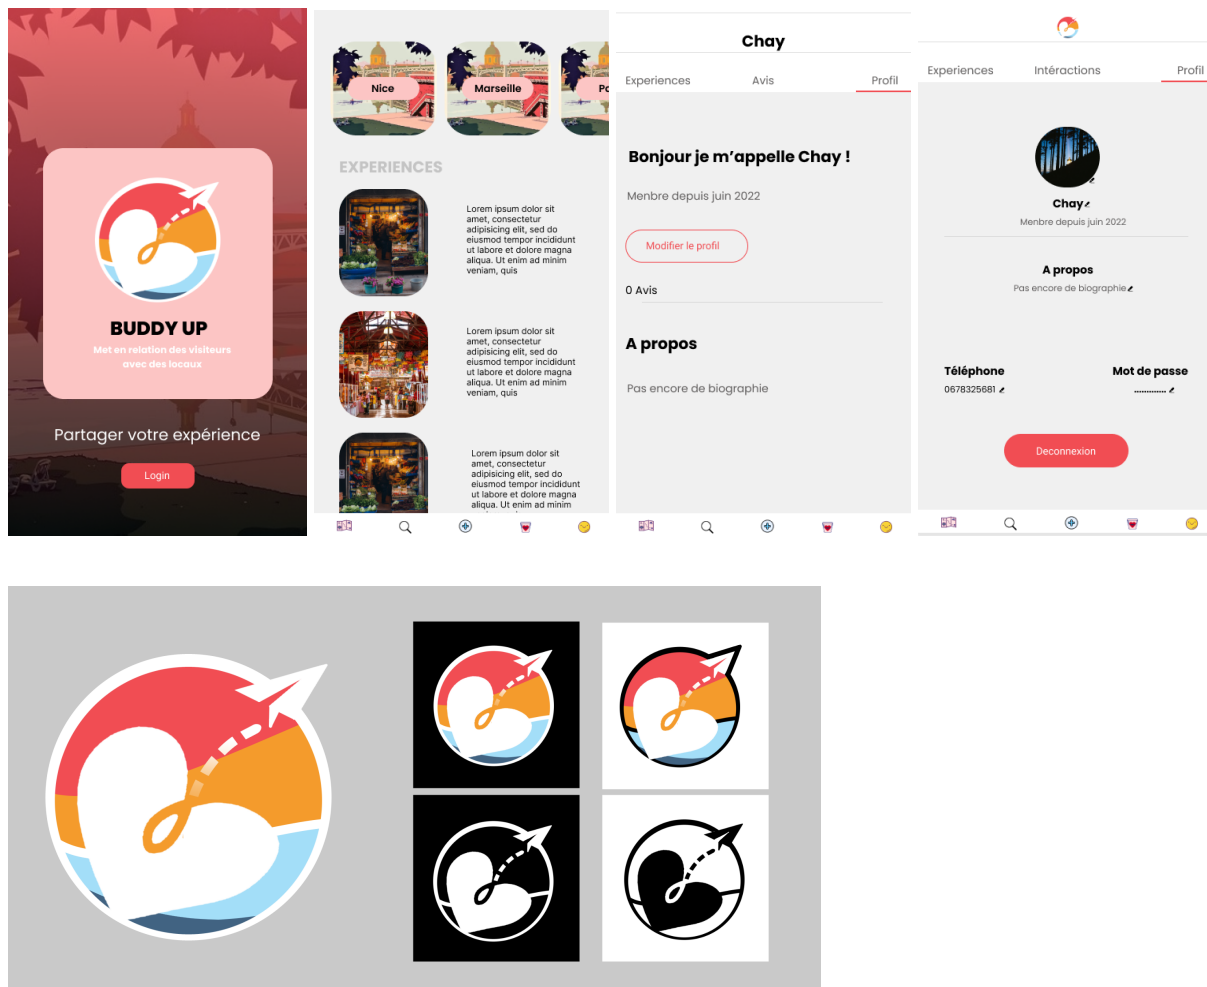 BUDDY UP
Met en relation des visiteurs
avec des locaux
Partager votre expérience
Login
Nice
Marseille
EXPERIENCES
Lorem ipsum dolor sit
amet, consectetur
adipisicing elit, sed do
eiusmod tempor incididunt
ut labore et dolore magna
aliqua. Ut enim ad minim
veniam, quis
Lorem ipsum dolor sit
amet, consectetur
adipisicing elit, sed do
eiusmod tempor incididunt
ut labore et dolore magna
aliqua. Ut enim ad minim
veniam, quis
Lorem ipsum dolor sit
amet, consectetur
adipisicing elit, sed do
eiusmod tempor incididunt
ut labore et dolore magna
aliqua. Ut enim ad minim
Chay
Experiences Avis Profil
Bonjour je m’appelle Chay !
Menbre depuis juin 2022
Modifier le profil
0 Avis
A propos
Pas encore de biographie
Experiences Intéractions Profil
Chay
Menbre depuis juin 2022
A propos
Pas encore de biographie
Téléphone Mot de passe
0678325681 .............
Deconnexion